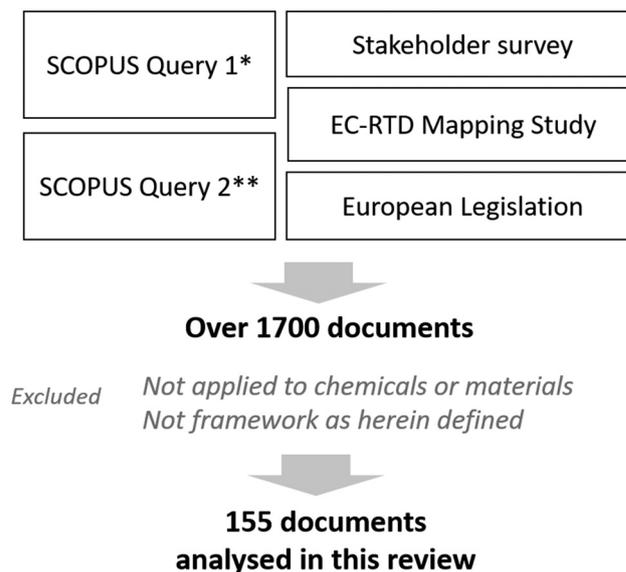 SCOPUS Query 1*
SCOPUS Query 2**
Stakeholder survey
EC-RTD Mapping Study
European Legislation
Over 1700 documents
Excluded
Not applied to chemicals or materials
Not framework as herein defined
155 documents
analysed in this review